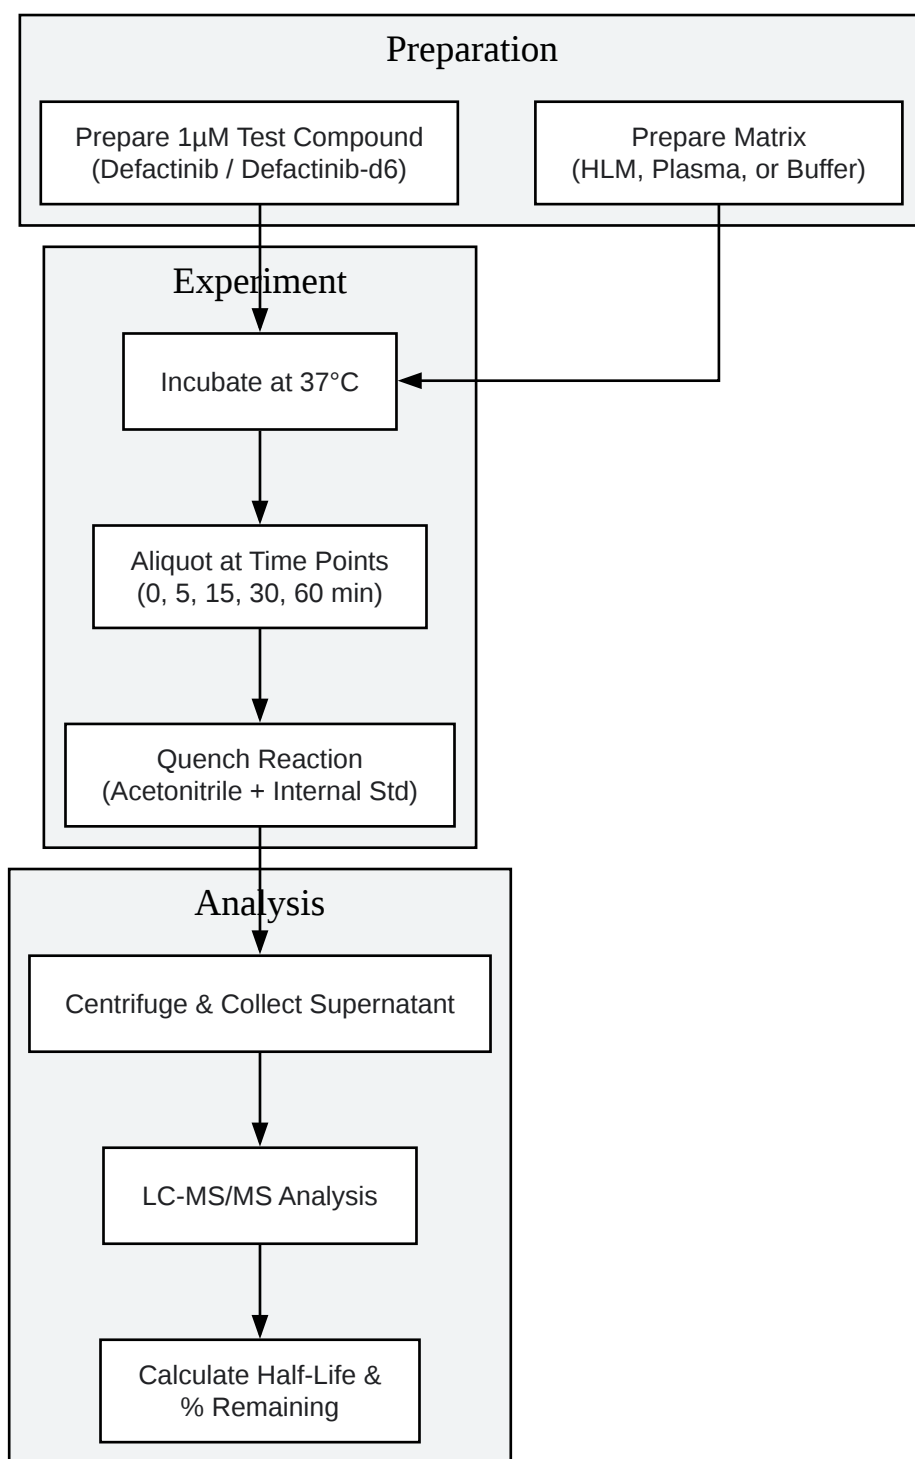 Preparation
Prepare 1µM Test Compound
(Defactinib / Defactinib-d6)
Prepare Matrix
(HLM, Plasma, or Buffer)
Experiment
Incubate at 37°C
Aliquot at Time Points
(0, 5, 15, 30, 60 min)
Quench Reaction
(Acetonitrile + Internal Std)
Analysis
Centrifuge & Collect Supernatant
LC-MS/MS Analysis
Calculate Half-Life &
% Remaining